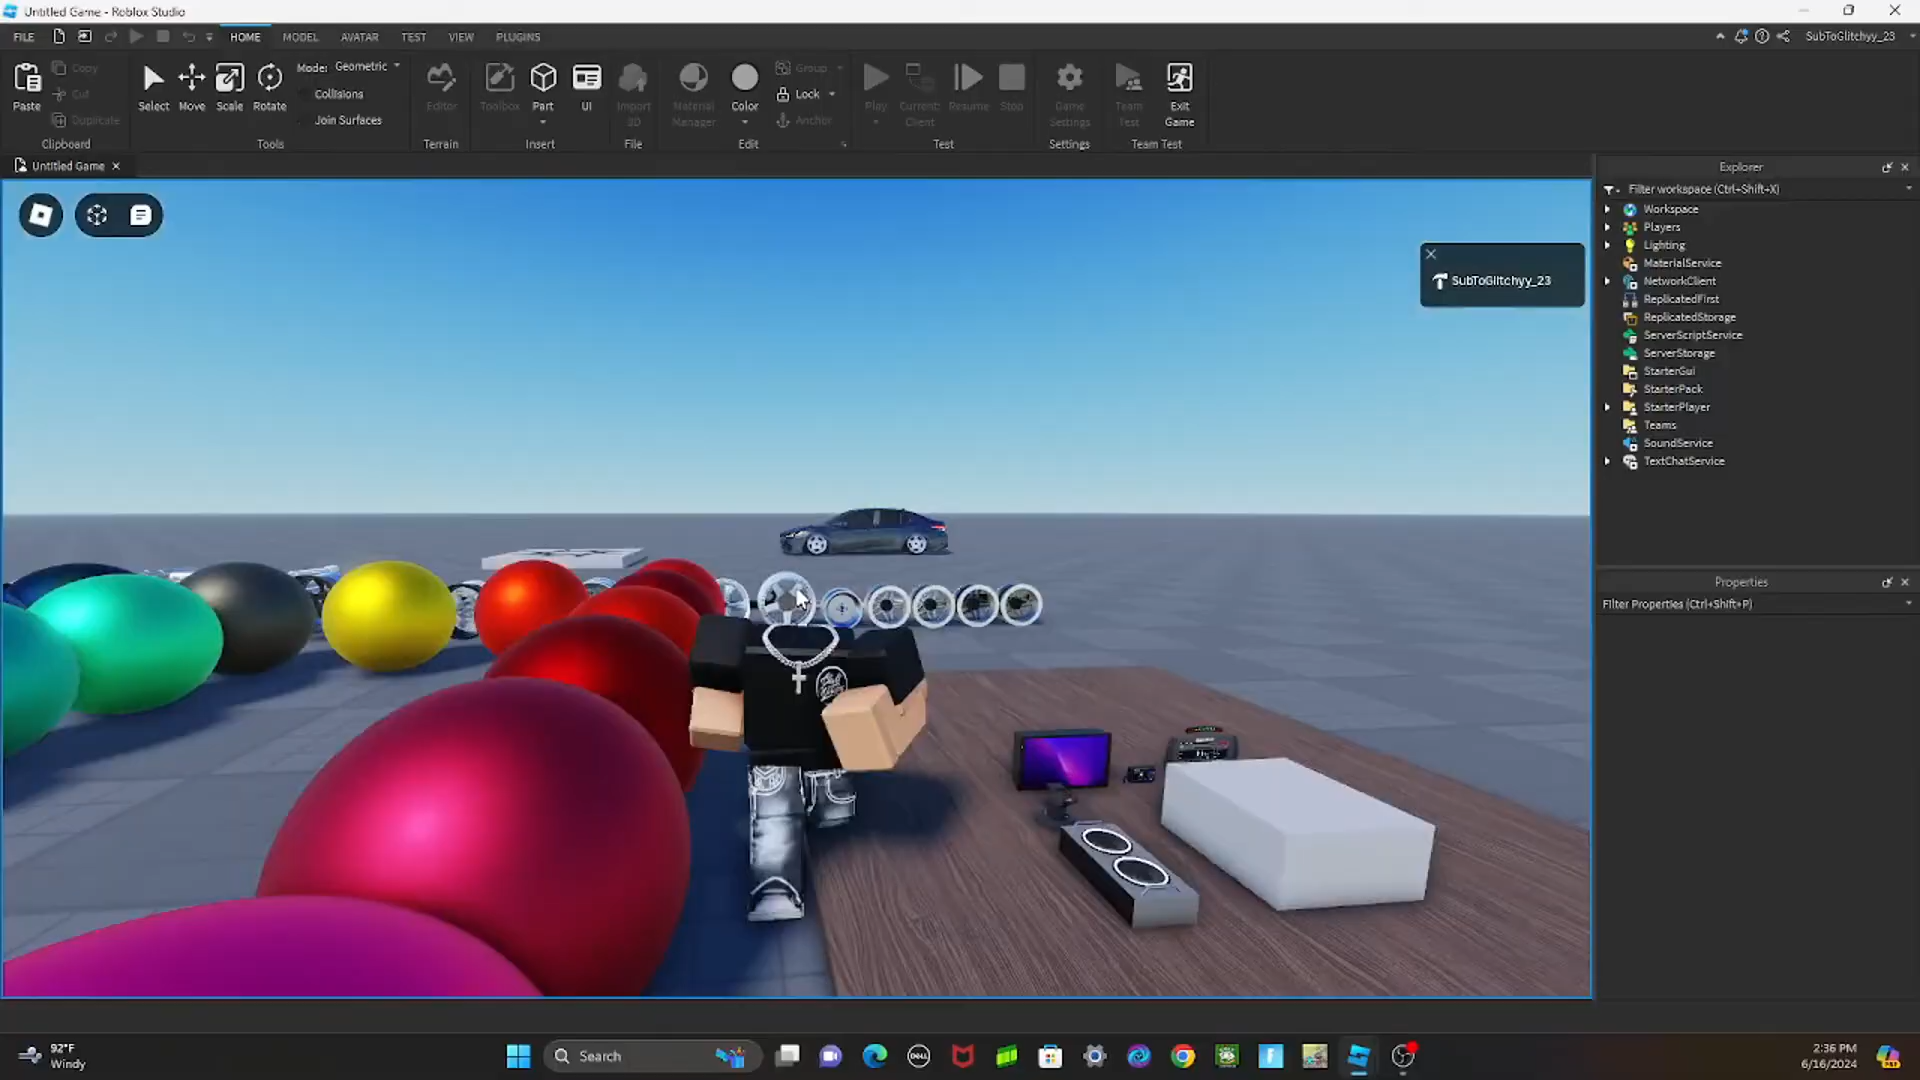 Untitled Game - Roblox Studio
FILE HOME MODEL AVATAR TEST VIEW PLUGINS SubToGlitchyy_23
Paste Copy Cut Duplicate Select Move Scale Rotate Mode: Geometric Collisions Join Surfaces Editor Toolbox Part UI Import 3D Material Manager Color Group Lock Anchor Play Current: Client Resume Stop Game Settings Team Test Exit Game
Clipboard Tools Terrain Insert File Edit Test Settings Team Test
Untitled Game
SubToGlitchyy_23
Explorer
Filter workspace (Ctrl+Shift+X)
Workspace
Players
Lighting
MaterialService
NetworkClient
ReplicatedFirst
ReplicatedStorage
ServerScriptService
ServerStorage
StarterGui
StarterPack
StarterPlayer
Teams
SoundService
TextChatService
Properties
Filter Properties (Ctrl+Shift+P)
92°F
Windy
Search
DELL
2:36 PM
6/16/2024